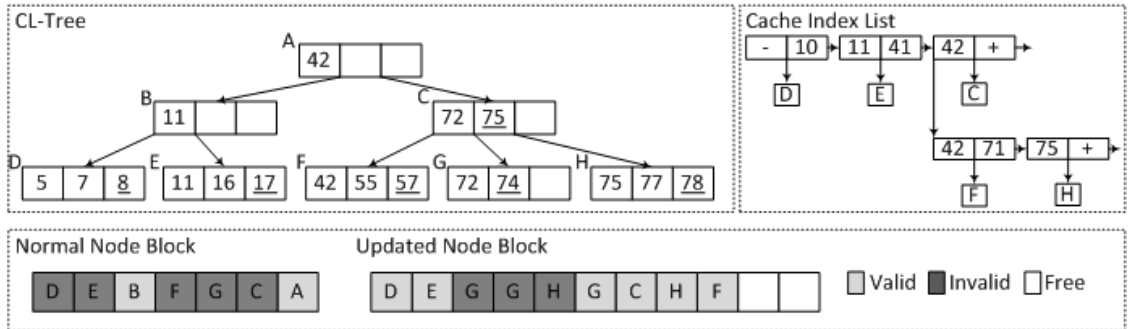 CL-Tree
A
42
B
11
C
72 75
D
5 7 8
E
11 16 17
F
42 55 57
G
72 74
H
75 77 78
Cache Index List
- 10
11 41
42 +
D
E
C
42 71
75 +
F
H
Normal Node Block
D E B F G C A
Updated Node Block
D E G G H G C H F
Valid
Invalid
Free